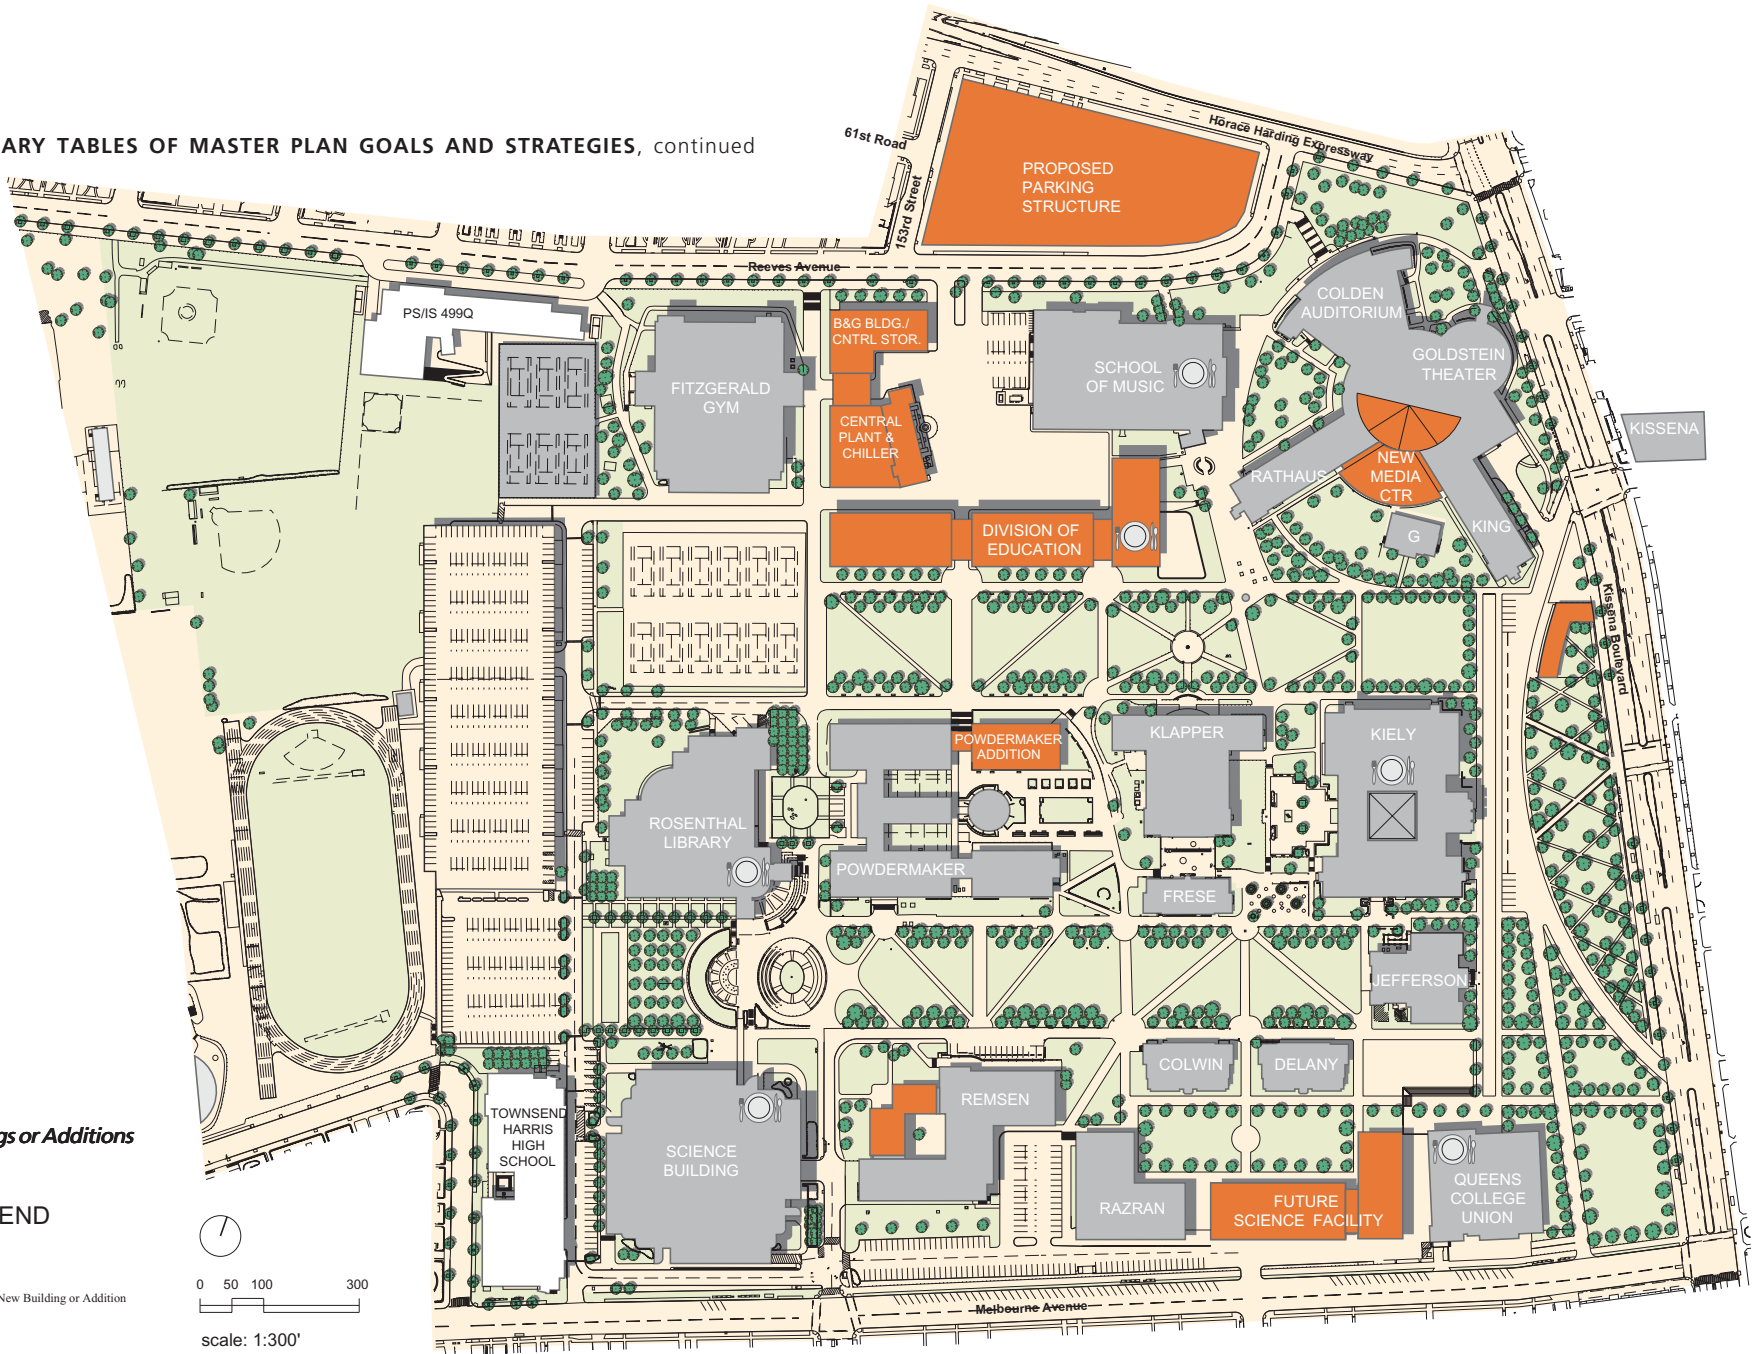 ARY TABLES OF MASTER PLAN GOALS AND STRATEGIES, continued
61st Road
153rd Street
Horace Harding Expressway
PROPOSED
PARKING
STRUCTURE
Reeves Avenue
PS/IS 499Q
B&G BLDG./
CNTRL STOR.
COLDEN
AUDITORIUM
GOLDSTEIN
THEATER
FITZGERALD
GYM
SCHOOL
OF MUSIC
CENTRAL
PLANT &
CHILLER
KISSENA
RATHAUS
NEW
MEDIA
CTR
KING
G
DIVISION OF
EDUCATION
Kissena Boulevard
POWDERMAKER
ADDITION
KLAPPER
KIELY
ROSENTHAL
LIBRARY
POWDERMAKER
FRESE
JEFFERSON
COLWIN
DELANY
REMSEN
TOWNSEND
HARRIS
HIGH
SCHOOL
SCIENCE
BUILDING
RAZRAN
FUTURE
SCIENCE FACILITY
QUEENS
COLLEGE
UNION
Melbourne Avenue
gs or Additions
END
New Building or Addition
0 50 100 300
scale: 1:300'